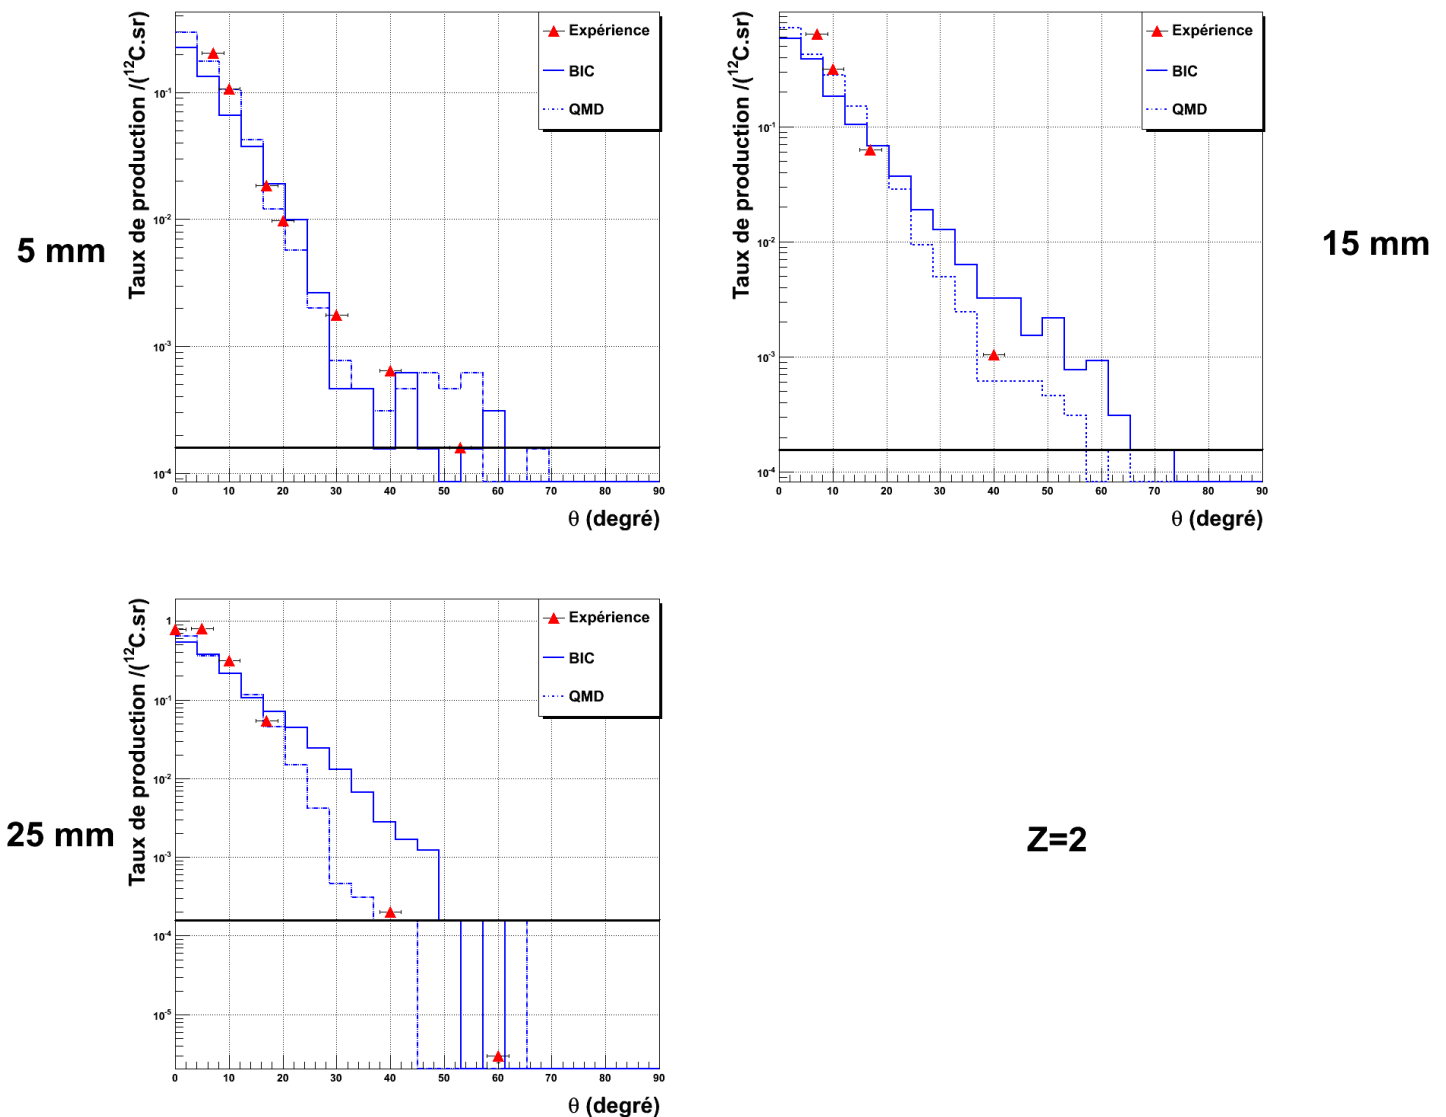 Taux de production /(¹²C.sr)
10⁻¹
10⁻²
10⁻³
10⁻⁴
0 10 20 30 40 50 60 70 80 90
θ (degré)
Expérience
BIC
QMD
5 mm
Taux de production /(¹²C.sr)
10⁻¹
10⁻²
10⁻³
10⁻⁴
0 10 20 30 40 50 60 70 80 90
θ (degré)
Expérience
BIC
QMD
15 mm
Taux de production /(¹²C.sr)
1
10⁻¹
10⁻²
10⁻³
10⁻⁴
10⁻⁵
0 10 20 30 40 50 60 70 80 90
θ (degré)
Expérience
BIC
QMD
25 mm
Z=2